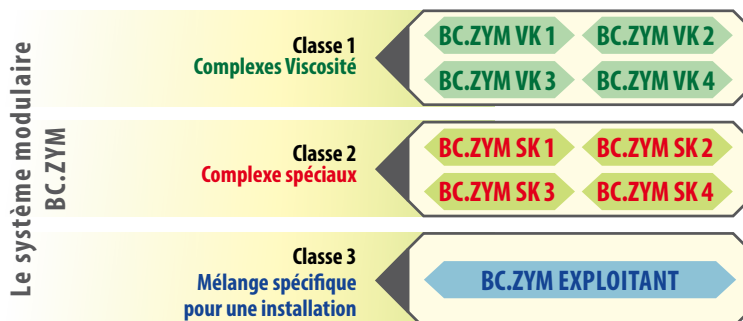 Le système modulaire
BC.ZYM
Classe 1
Complexes Viscosité
BC.ZYM VK 1
BC.ZYM VK 2
BC.ZYM VK 3
BC.ZYM VK 4
Classe 2
Complexe spéciaux
BC.ZYM SK 1
BC.ZYM SK 2
BC.ZYM SK 3
BC.ZYM SK 4
Classe 3
Mélange spécifique
pour une installation
BC.ZYM EXPLOITANT